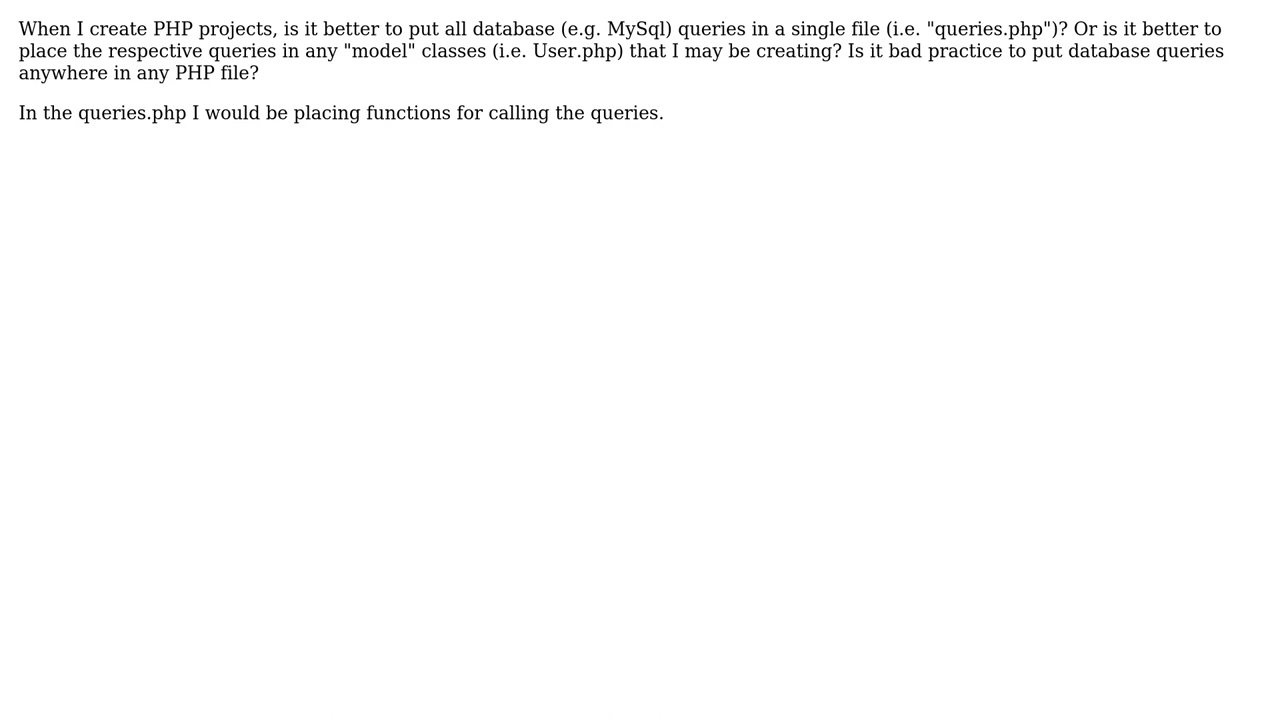 When I create PHP projects, is it better to put all database (e.g. MySql) queries in a single file (i.e. "queries.php")? Or is it better to
place the respective queries in any "model" classes (i.e. User.php) that I may be creating? Is it bad practice to put database queries
anywhere in any PHP file?
In the queries.php I would be placing functions for calling the queries.